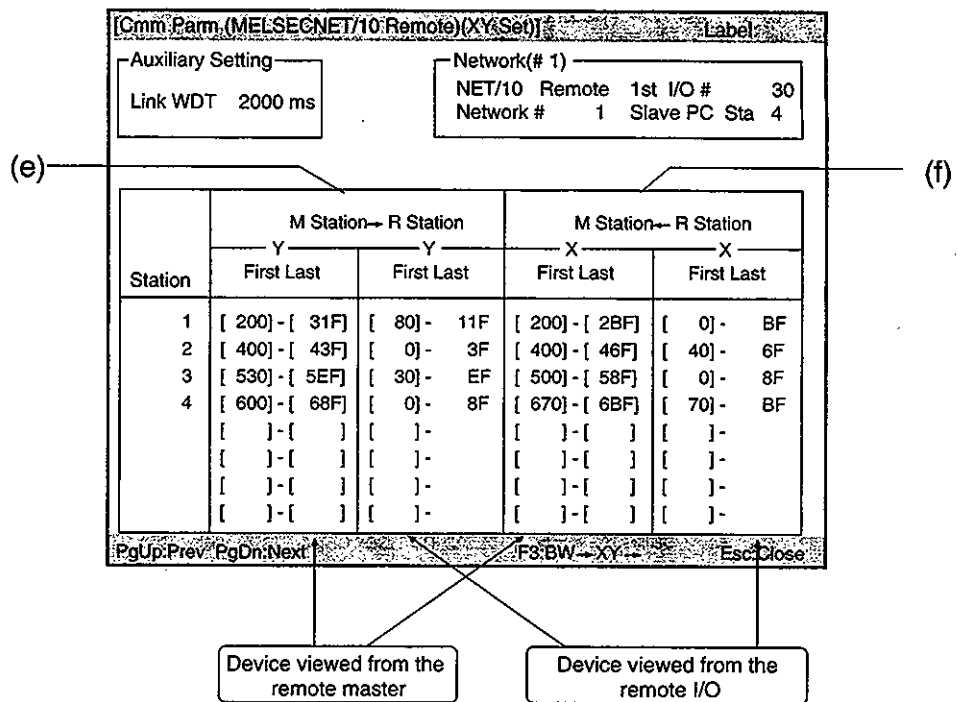 [Cmm Parm (MELSECNET/10 Remote)(XY Set)] Label:
Auxiliary Setting
Link WDT 2000 ms
Network(# 1)
NET/10 Remote 1st I/O # 30
Network # 1 Slave PC Sta 4
(e)
(f)
M Station→ R Station M Station← R Station
Y Y X X
Station First Last First Last First Last First Last
1 [ 200] - [ 31F] [ 80] - 11F [ 200] - [ 2BF] [ 0] - BF
2 [ 400] - [ 43F] [ 0] - 3F [ 400] - [ 46F] [ 40] - 6F
3 [ 530] - [ 5EF] [ 30] - EF [ 500] - [ 58F] [ 0] - 8F
4 [ 600] - [ 68F] [ 0] - 8F [ 670] - [ 6BF] [ 70] - BF
[ ] - [ ] [ ] - [ ] - [ ] [ ] -
[ ] - [ ] [ ] - [ ] - [ ] [ ] -
[ ] - [ ] [ ] - [ ] - [ ] [ ] -
[ ] - [ ] [ ] - [ ] - [ ] [ ] -
PgUp:Prev PgDn:Next F3:BW→XY→ Esc:Close
Device viewed from the
remote master
Device viewed from the
remote I/O